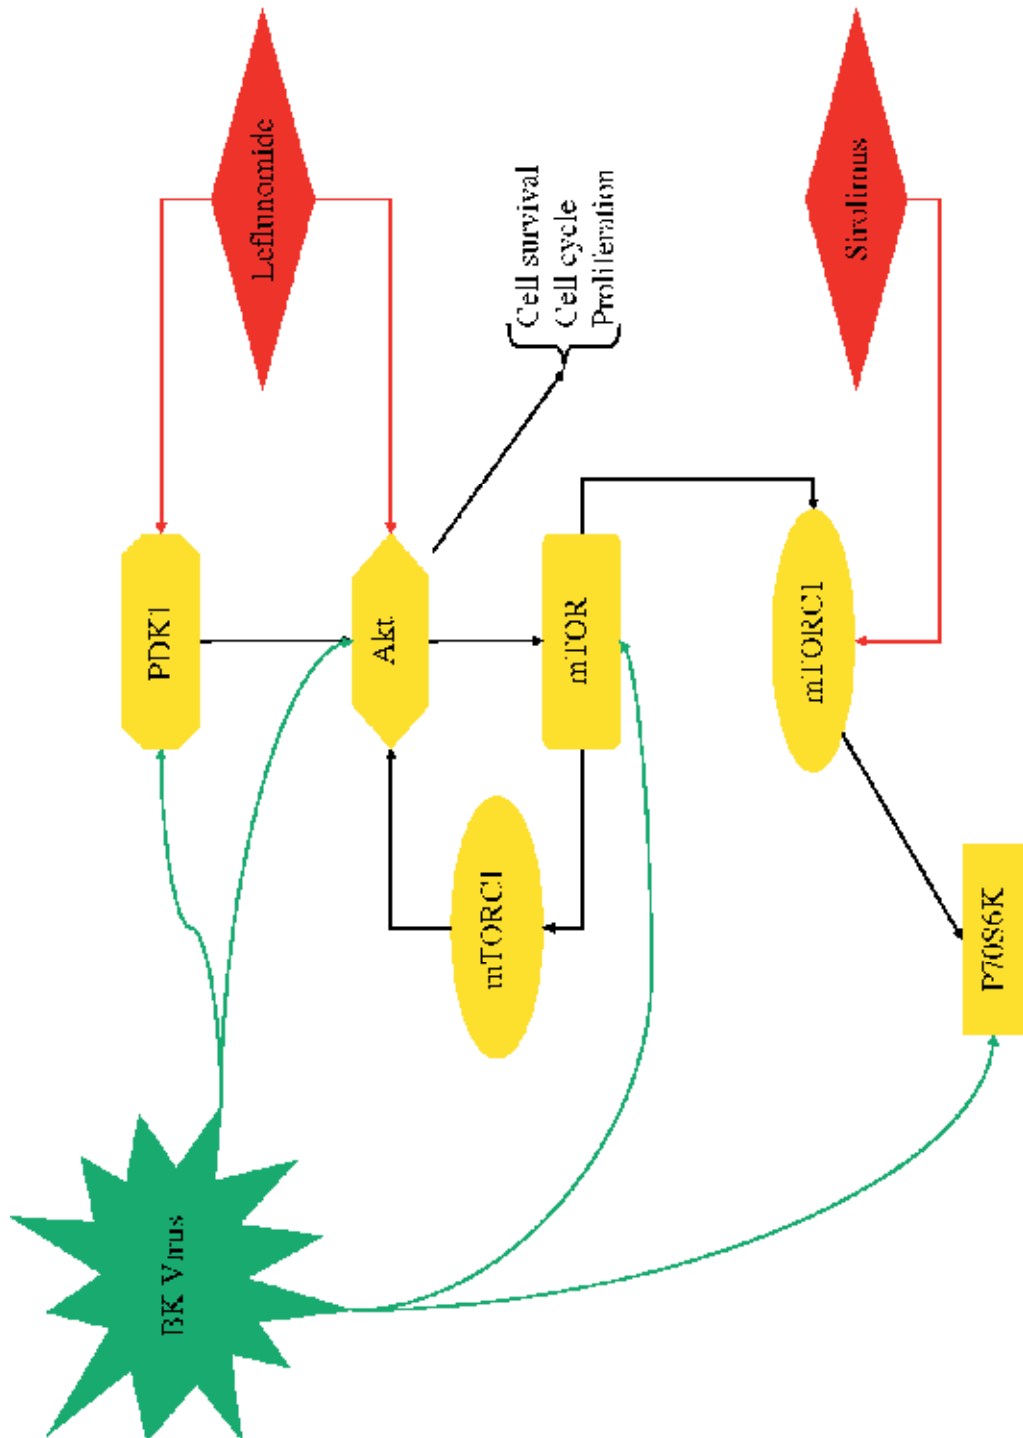 BK Virus
PDK1
Akt
mTOR
mTORC1
mTORC1
P70S6K
Leflunomide
Cell survival
Cell cycle
Proliferation
Sirolimus